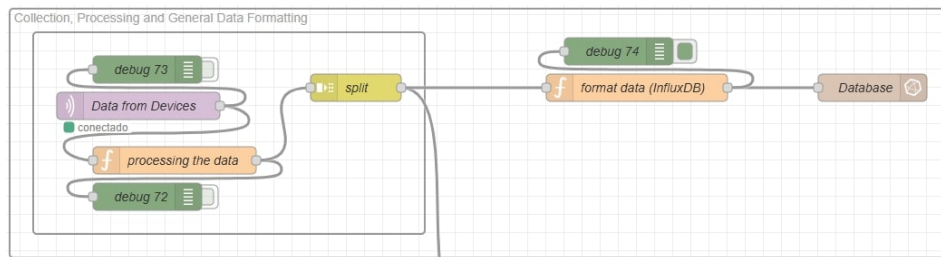 Collection, Processing and General Data Formatting
debug 73
Data from Devices
conectado
processing the data
debug 72
split
debug 74
format data (InfluxDB)
Database